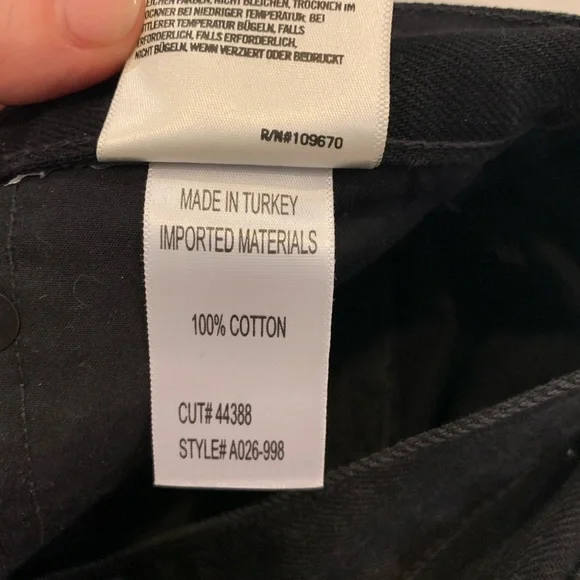 EICHEN FARBEN, NICHT BLEICHEN, TROCKNEN IM
TROCKNER BEI NIEDRIGER TEMPERATUR, BEI
MITTLERER TEMPERATUR BÜGELN, FALLS
ERFORDERLICH, FALLS ERFORDERLICH,
NICHT BÜGELN, WENN VERZIERT ODER BEDRUCKT
R/N#109670
MADE IN TURKEY
IMPORTED MATERIALS
100% COTTON
CUT# 44388
STYLE# A026-998